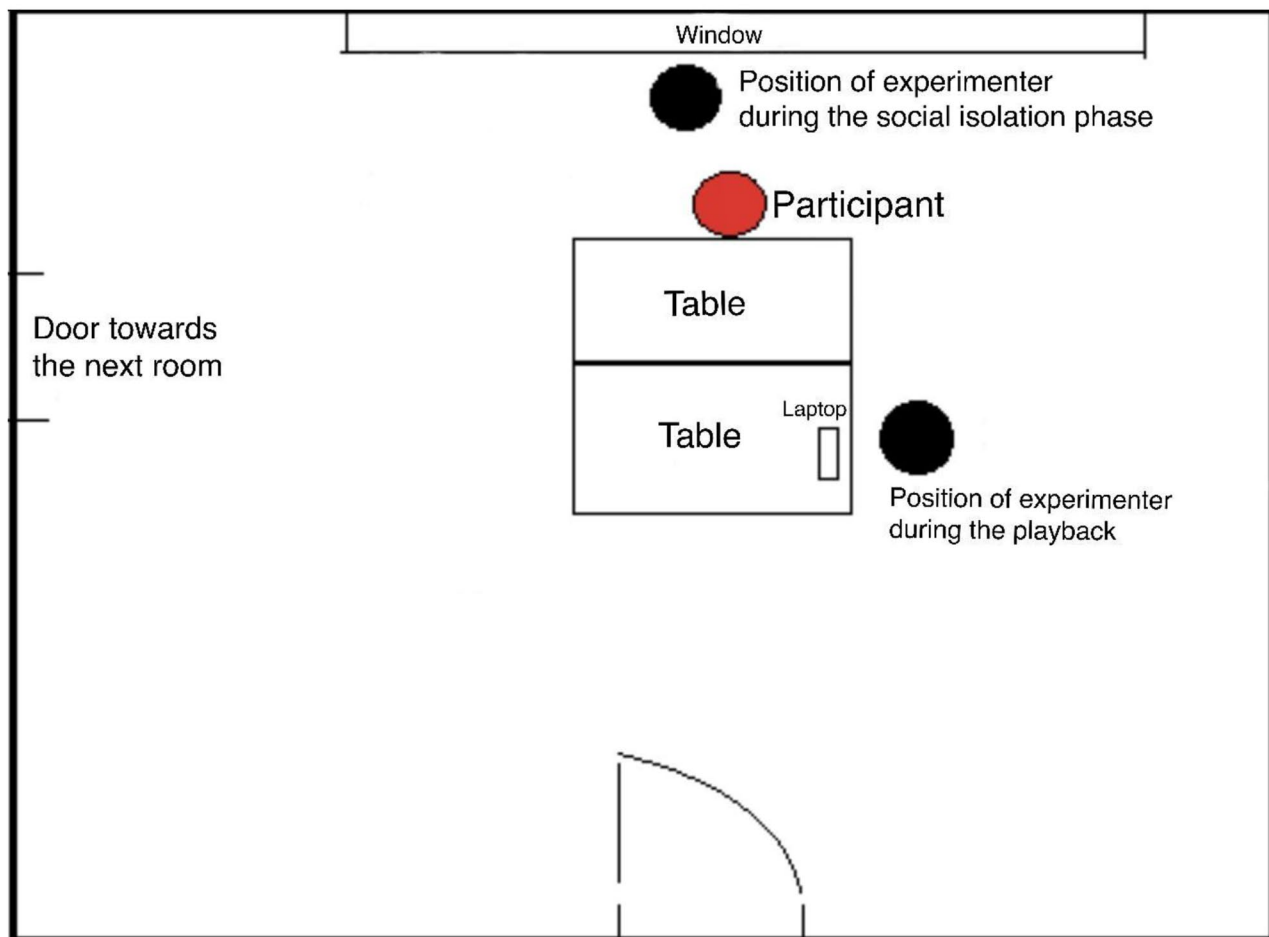 Window
Position of experimenter
during the social isolation phase
Participant
Table
Door towards
the next room
Laptop
Table
Position of experimenter
during the playback